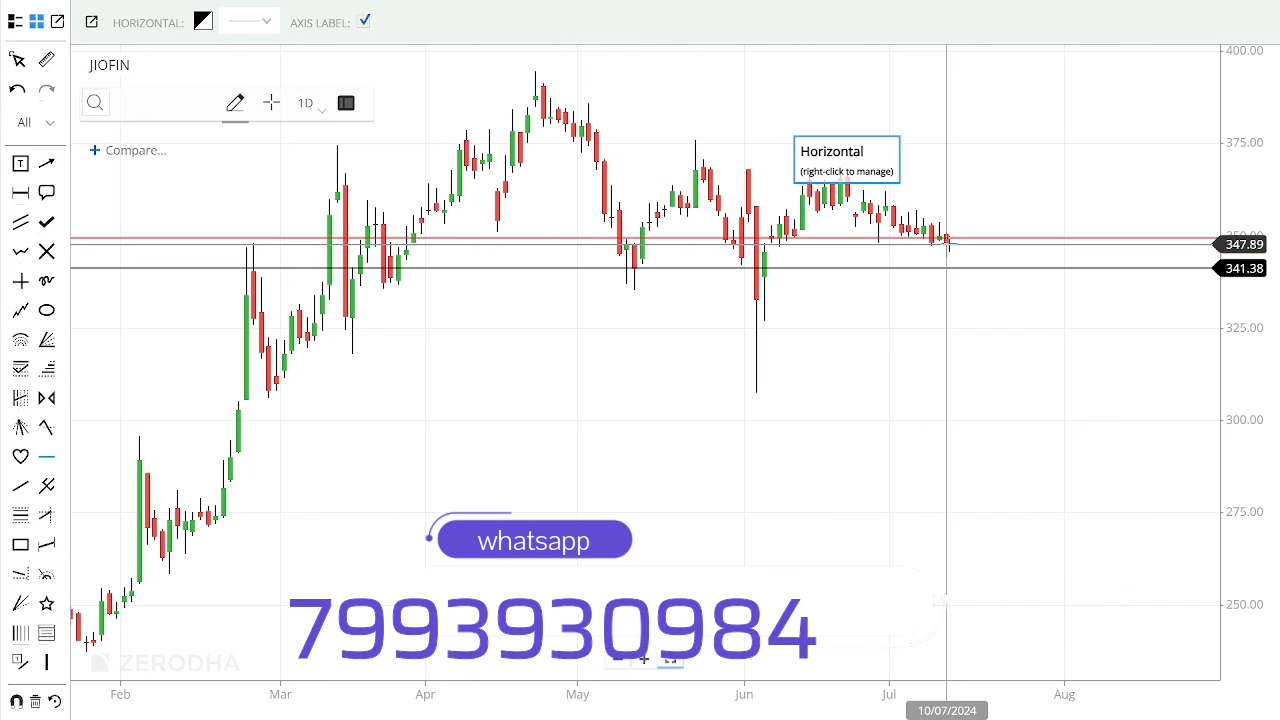 HORIZONTAL:
AXIS LABEL:
JIOFIN
1D
All
Compare...
Horizontal
(right-click to manage)
400.00
375.00
347.89
341.38
325.00
300.00
275.00
250.00
whatsapp
7993930984
ZERODHA
Feb
Mar
Apr
May
Jun
Jul
Aug
10/07/2024